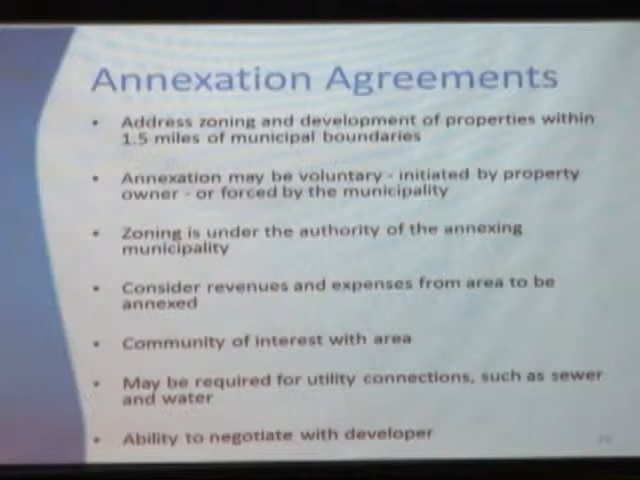 Annexation Agreements
• Address zoning and development of properties within
1.5 miles of municipal boundaries
• Annexation may be voluntary - initiated by property
owner - or forced by the municipality
• Zoning is under the authority of the annexing
municipality
• Consider revenues and expenses from area to be
annexed
• Community of interest with area
• May be required for utility connections, such as sewer
and water
• Ability to negotiate with developer